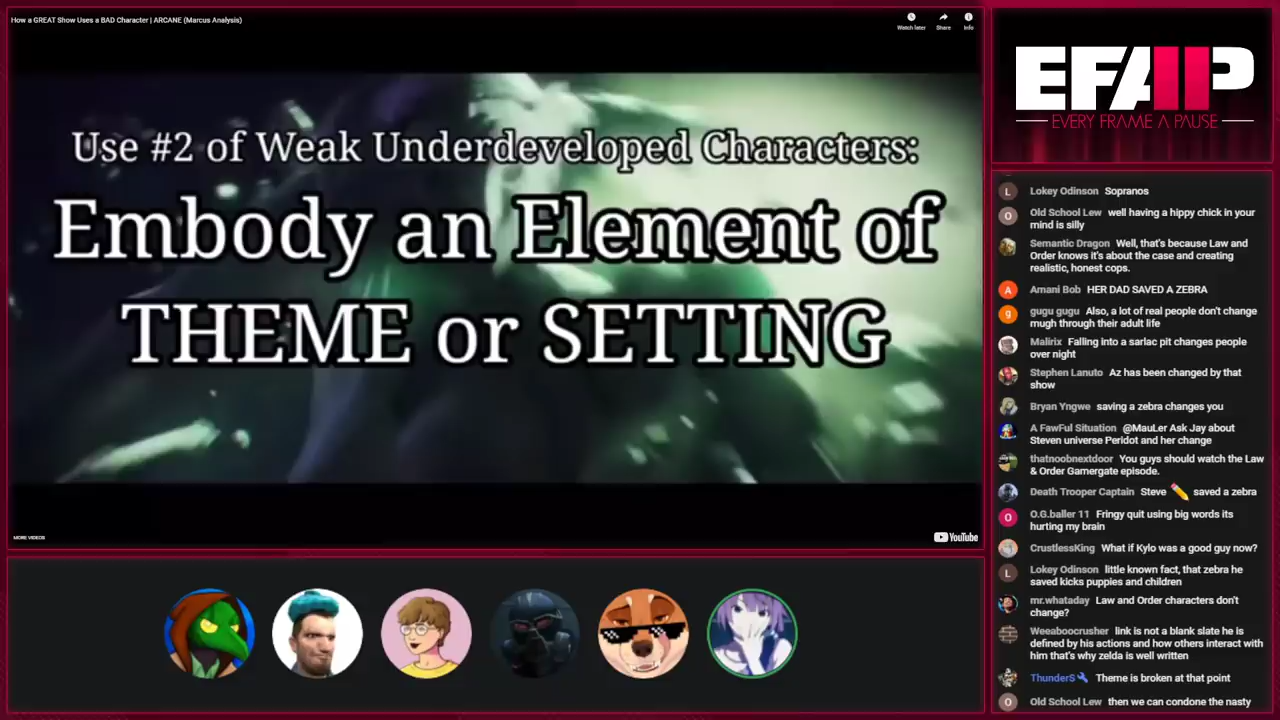 How a GREAT Show Uses a BAD Character | ARCANE (Marcus Analysis)
Watch later
Share
Info
Use #2 of Weak Underdeveloped Characters:
Embody an Element of
THEME or SETTING
MORE VIDEOS
YouTube
EFAP
EVERY FRAME A PAUSE
L
Lokey Odinson Sopranos
O
Old School Lew well having a hippy chick in your
mind is silly
Semantic Dragon Well, that's because Law and
Order knows it's about the case and creating
realistic, honest cops.
A
Amani Bob HER DAD SAVED A ZEBRA
g
gugu gugu Also, a lot of real people don't change
mugh through their adult life
Malirix Falling into a sarlac pit changes people
over night
Stephen Lanuto Az has been changed by that
show
Bryan Yngwe saving a zebra changes you
A FawFul Situation @MauLer Ask Jay about
Steven universe Peridot and her change
thatnoobnextdoor You guys should watch the Law
& Order Gamergate episode.
Death Trooper Captain Steve ✏️ saved a zebra
O
O.G.baller 11 Fringy quit using big words its
hurting my brain
CrustlessKing What if Kylo was a good guy now?
L
Lokey Odinson little known fact, that zebra he
saved kicks puppies and children
mr.whataday Law and Order characters don't
change?
Weeaboocrusher link is not a blank slate he is
defined by his actions and how others interact with
him that's why zelda is well written
ThunderS🔧 Theme is broken at that point
O
Old School Lew then we can condone the nasty